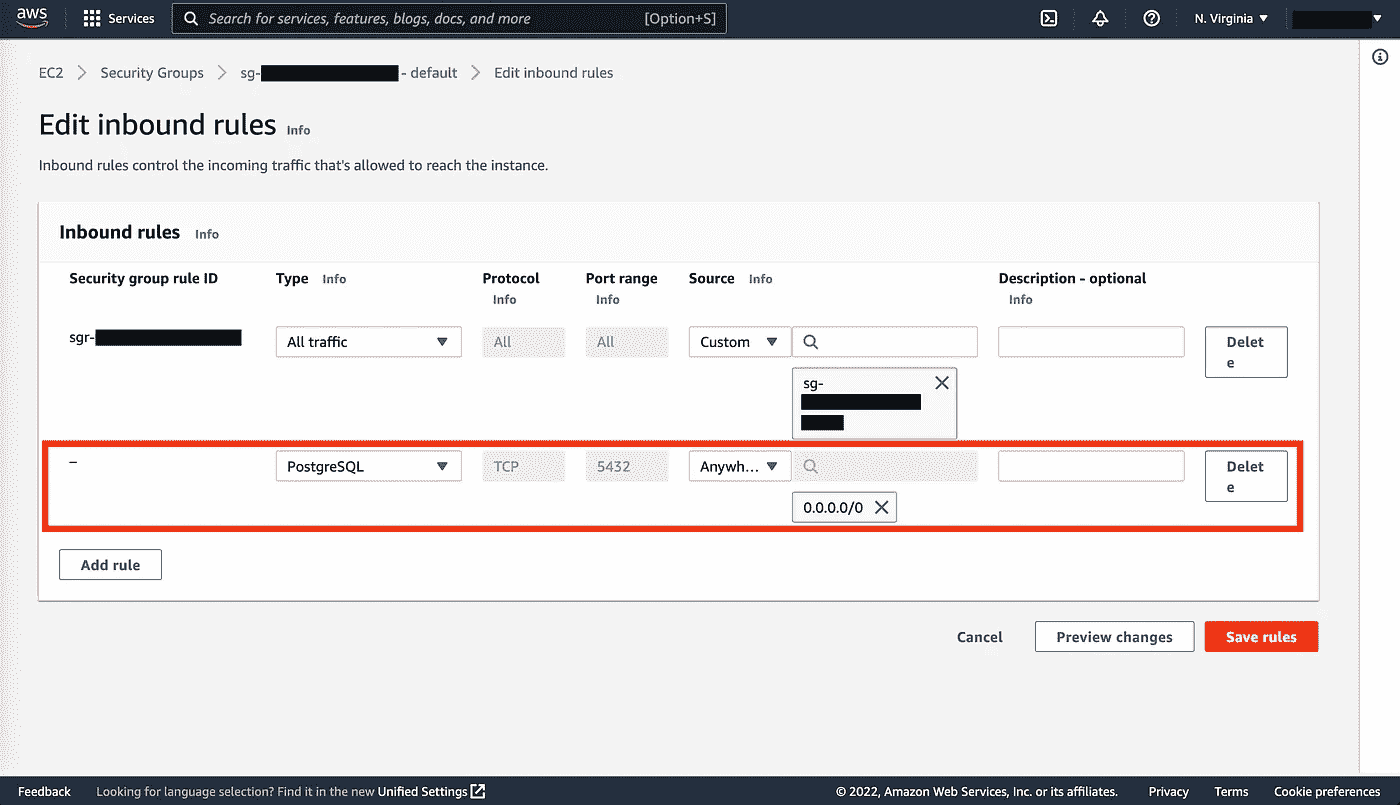 aws
Services
Search for services, features, blogs, docs, and more
[Option+S]
N. Virginia
EC2
Security Groups
sg-
- default
Edit inbound rules
Edit inbound rules Info
Inbound rules control the incoming traffic that's allowed to reach the instance.
Inbound rules Info
Security group rule ID
Type Info
Protocol
Info
Port range
Info
Source Info
Description - optional
Info
sgr-
All traffic
All
All
Custom
sg-
Delet
e
–
PostgreSQL
TCP
5432
Anywh...
0.0.0.0/0
Delet
e
Add rule
Cancel
Preview changes
Save rules
Feedback
Looking for language selection? Find it in the new Unified Settings
© 2022, Amazon Web Services, Inc. or its affiliates.
Privacy
Terms
Cookie preferences